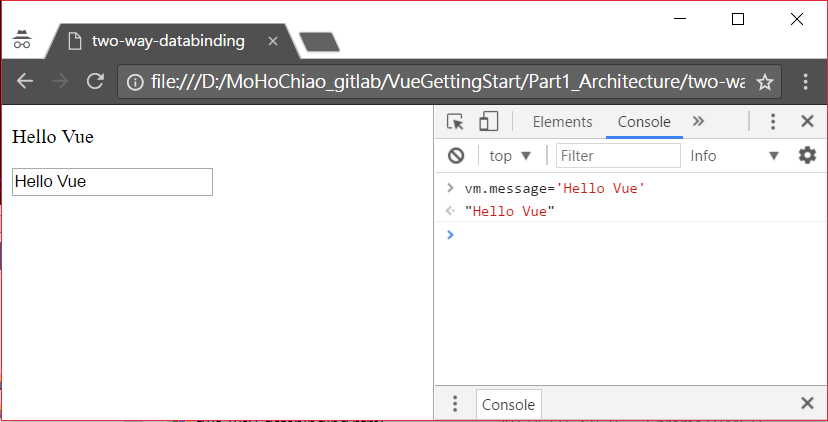 two-way-databinding
file:///D:/MoHoChiao_gitlab/VueGettingStart/Part1_Architecture/two-wa
Elements Console
top Filter Info
Hello Vue
Hello Vue
vm.message='Hello Vue'
"Hello Vue"
Console